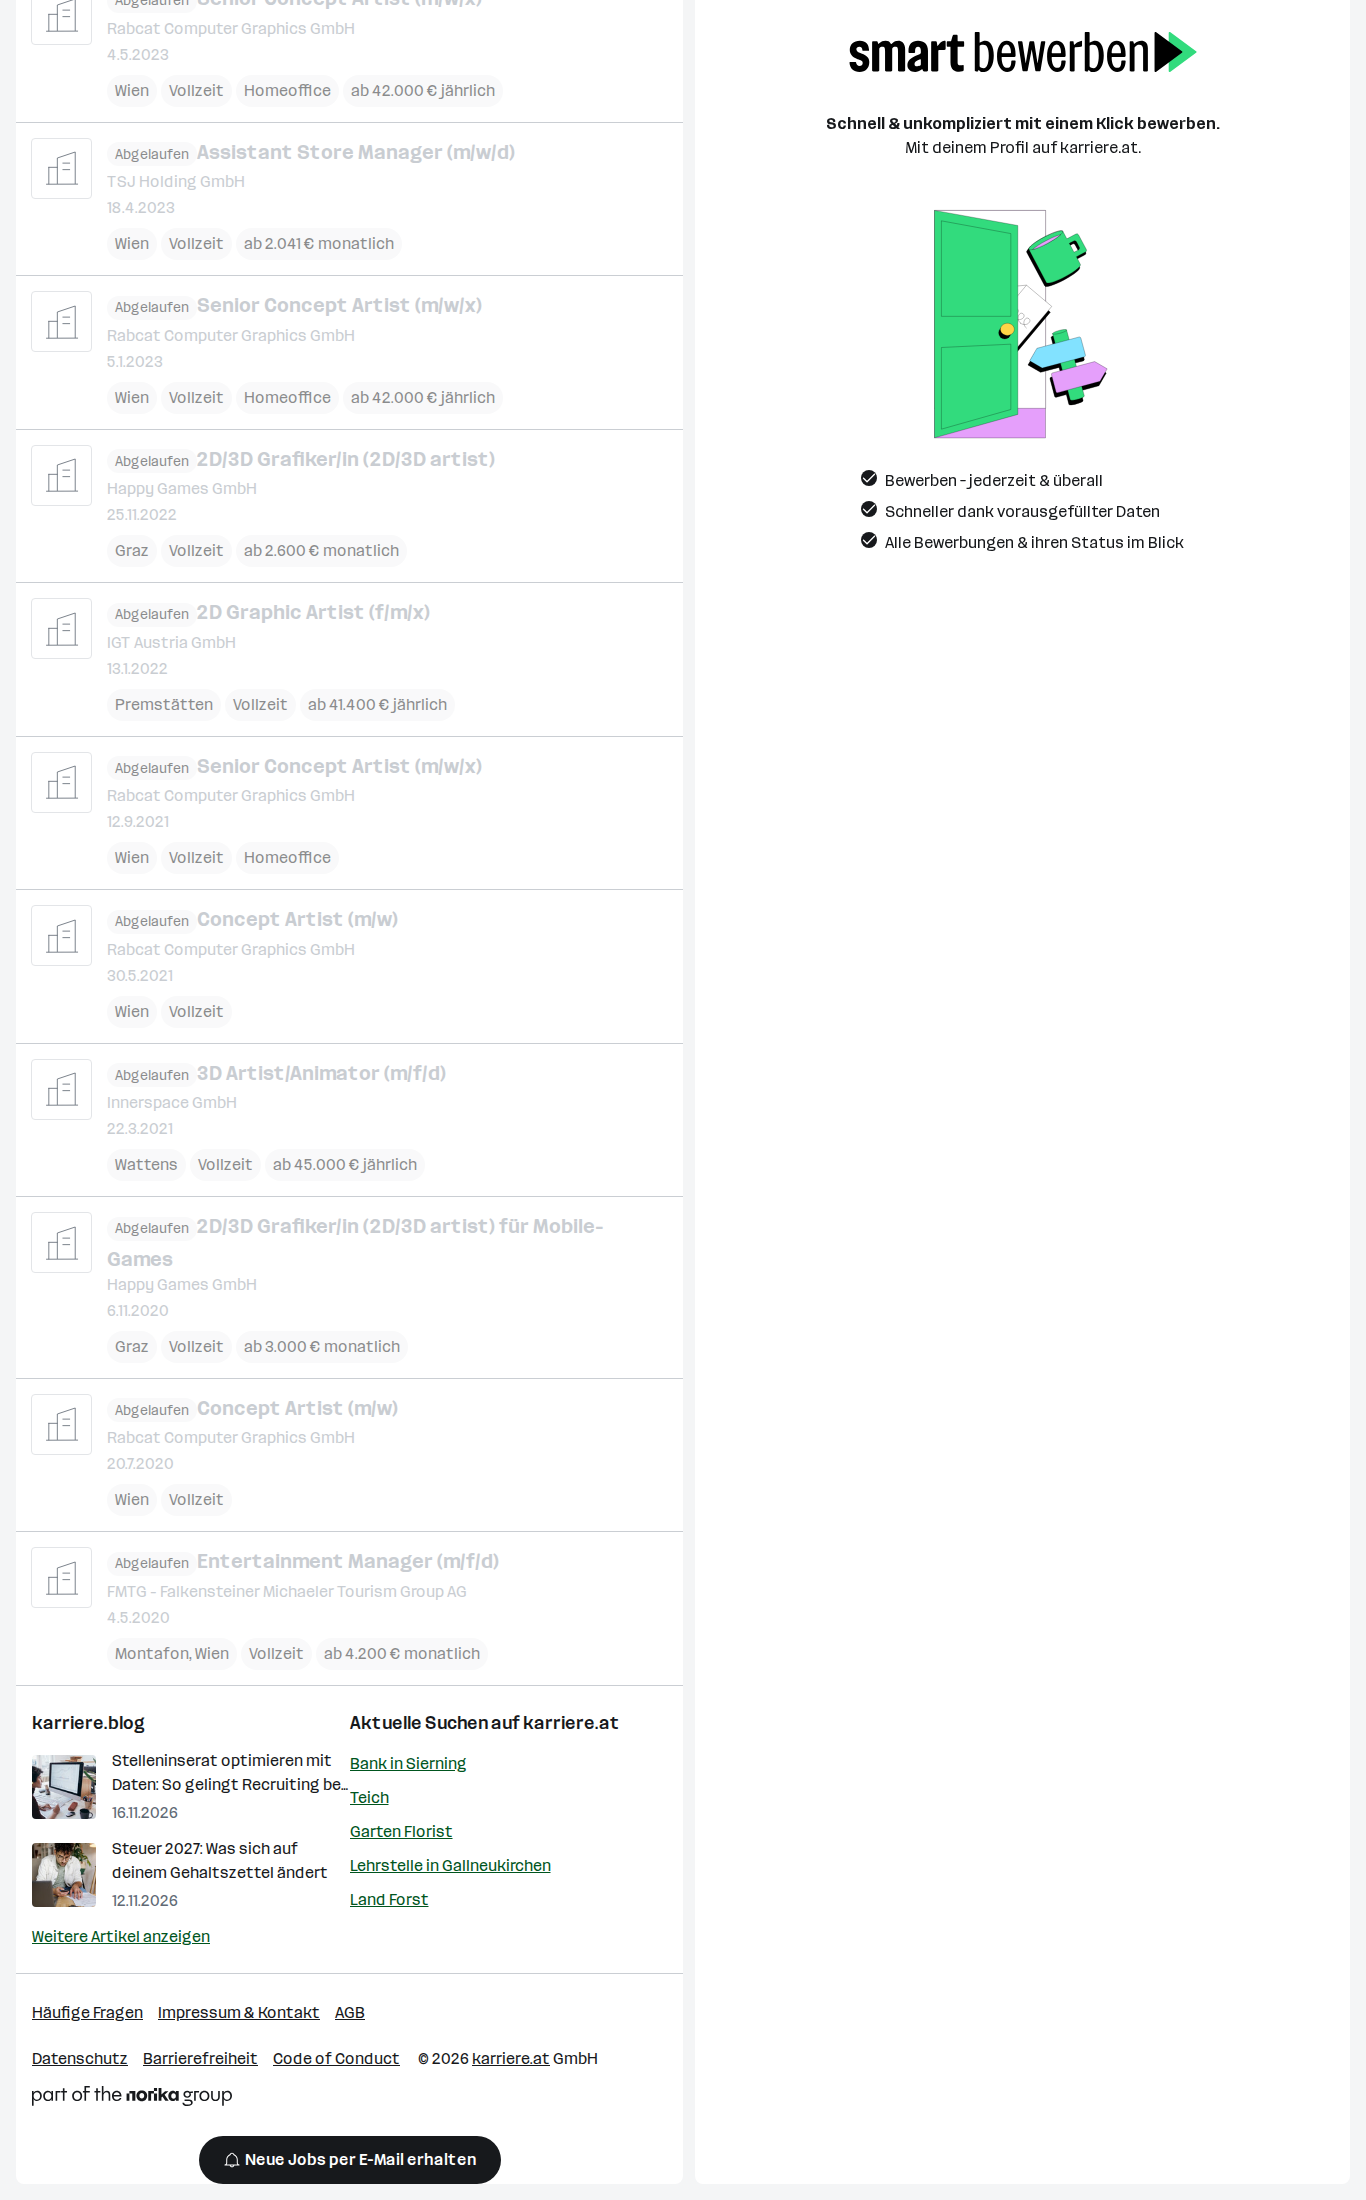 Abgelaufen Senior Concept Artist (m/w/x)
Rabcat Computer Graphics GmbH
4.5.2023
Wien Vollzeit Homeoffice ab 42.000 € jährlich
Abgelaufen Assistant Store Manager (m/w/d)
TSJ Holding GmbH
18.4.2023
Wien Vollzeit ab 2.041 € monatlich
Abgelaufen Senior Concept Artist (m/w/x)
Rabcat Computer Graphics GmbH
5.1.2023
Wien Vollzeit Homeoffice ab 42.000 € jährlich
Abgelaufen 2D/3D Grafiker/in (2D/3D artist)
Happy Games GmbH
25.11.2022
Graz Vollzeit ab 2.600 € monatlich
Abgelaufen 2D Graphic Artist (f/m/x)
IGT Austria GmbH
13.1.2022
Premstätten Vollzeit ab 41.400 € jährlich
Abgelaufen Senior Concept Artist (m/w/x)
Rabcat Computer Graphics GmbH
12.9.2021
Wien Vollzeit Homeoffice
Abgelaufen Concept Artist (m/w)
Rabcat Computer Graphics GmbH
30.5.2021
Wien Vollzeit
Abgelaufen 3D Artist/Animator (m/f/d)
Innerspace GmbH
22.3.2021
Wattens Vollzeit ab 45.000 € jährlich
Abgelaufen 2D/3D Grafiker/in (2D/3D artist) für Mobile-
Games
Happy Games GmbH
6.11.2020
Graz Vollzeit ab 3.000 € monatlich
Abgelaufen Concept Artist (m/w)
Rabcat Computer Graphics GmbH
20.7.2020
Wien Vollzeit
Abgelaufen Entertainment Manager (m/f/d)
FMTG - Falkensteiner Michaeler Tourism Group AG
4.5.2020
Montafon, Wien Vollzeit ab 4.200 € monatlich
karriere.blog
Stelleninserat optimieren mit
Daten: So gelingt Recruiting be...
16.11.2026
Steuer 2027: Was sich auf
deinem Gehaltszettel ändert
12.11.2026
Weitere Artikel anzeigen
Aktuelle Suchen auf karriere.at
Bank in Sierning
Teich
Garten Florist
Lehrstelle in Gallneukirchen
Land Forst
Häufige Fragen Impressum & Kontakt AGB
Datenschutz Barrierefreiheit Code of Conduct © 2026 karriere.at GmbH
part of the norika group
Neue Jobs per E-Mail erhalten
smart bewerben
Schnell & unkompliziert mit einem Klick bewerben.
Mit deinem Profil auf karriere.at.
Bewerben - jederzeit & überall
Schneller dank vorausgefüllter Daten
Alle Bewerbungen & ihren Status im Blick